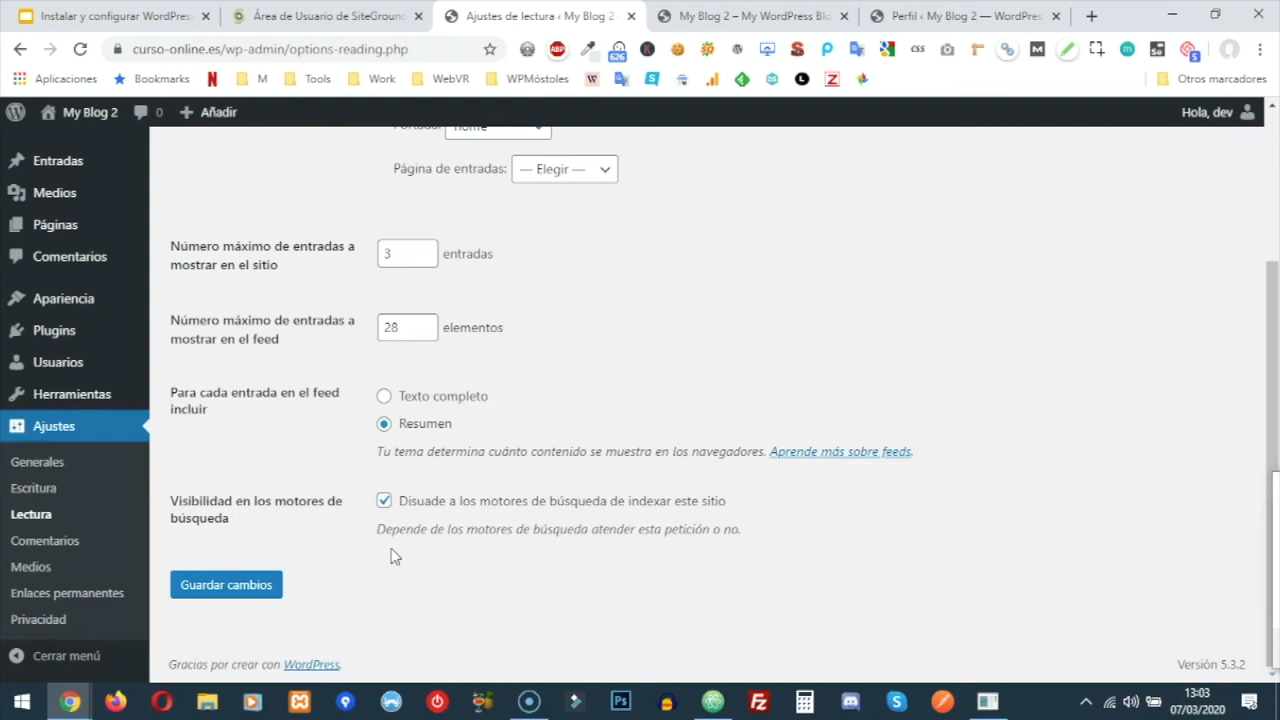 Instalar y configurar WordPres
Área de Usuario de SiteGround
Ajustes de lectura ‹ My Blog 2
My Blog 2 – My WordPress Blo
Perfil ‹ My Blog 2 — WordPres
curso-online.es/wp-admin/options-reading.php
ABP
626
CSS
5
Aplicaciones
Bookmarks
M
Tools
Work
WebVR
WPMóstoles
Otros marcadores
My Blog 2
0
Añadir
Hola, dev
Entradas
Medios
Páginas
Comentarios
Apariencia
Plugins
Usuarios
Herramientas
Ajustes
Generales
Escritura
Lectura
Comentarios
Medios
Enlaces permanentes
Privacidad
Cerrar menú
Portada: home
Página de entradas: — Elegir —
Número máximo de entradas a
mostrar en el sitio
3 entradas
Número máximo de entradas a
mostrar en el feed
28 elementos
Para cada entrada en el feed
incluir
Texto completo
Resumen
Tu tema determina cuánto contenido se muestra en los navegadores. Aprende más sobre feeds.
Visibilidad en los motores de
búsqueda
Disuade a los motores de búsqueda de indexar este sitio
Depende de los motores de búsqueda atender esta petición o no.
Guardar cambios
Gracias por crear con WordPress.
Versión 5.3.2
13:03
07/03/2020